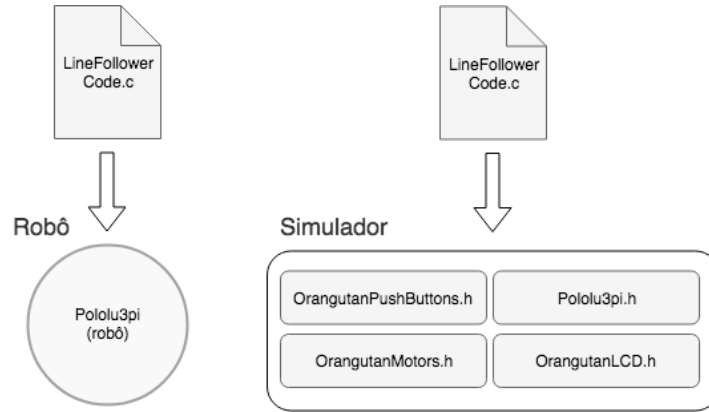 LineFollower
Code.c
LineFollower
Code.c
Robô
Simulador
Pololu3pi
(robô)
OrangutanPushButtons.h
Pololu3pi.h
OrangutanMotors.h
OrangutanLCD.h